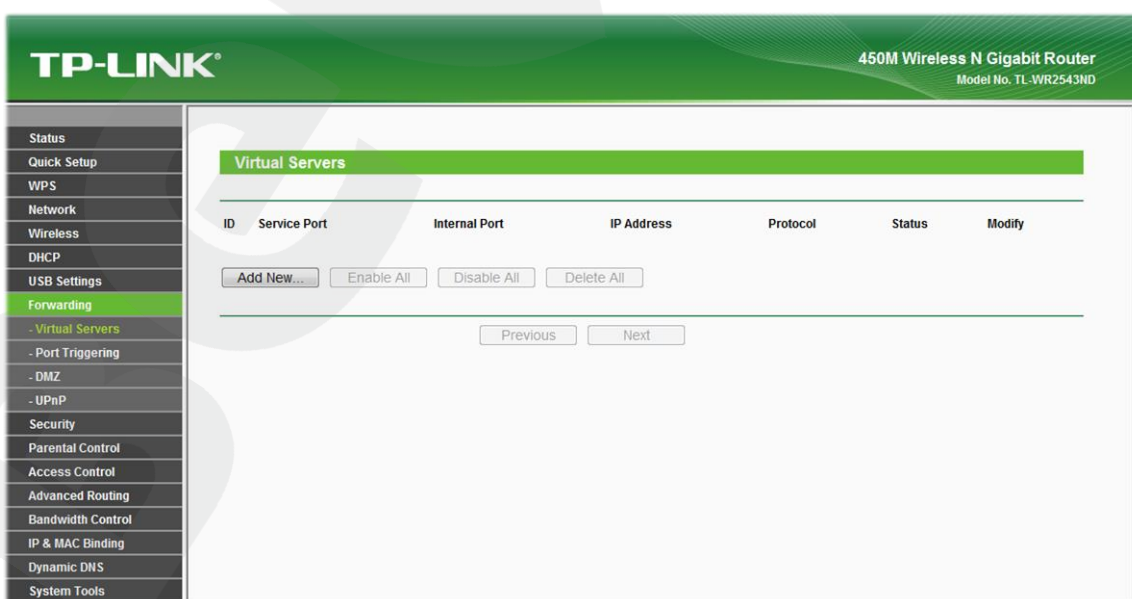 TP-LINK®
450M Wireless N Gigabit Router
Model No. TL-WR2543ND
Status
Quick Setup
WPS
Network
Wireless
DHCP
USB Settings
Forwarding
- Virtual Servers
- Port Triggering
- DMZ
- UPnP
Security
Parental Control
Access Control
Advanced Routing
Bandwidth Control
IP & MAC Binding
Dynamic DNS
System Tools
Virtual Servers
ID Service Port Internal Port IP Address Protocol Status Modify
Add New... Enable All Disable All Delete All
Previous Next